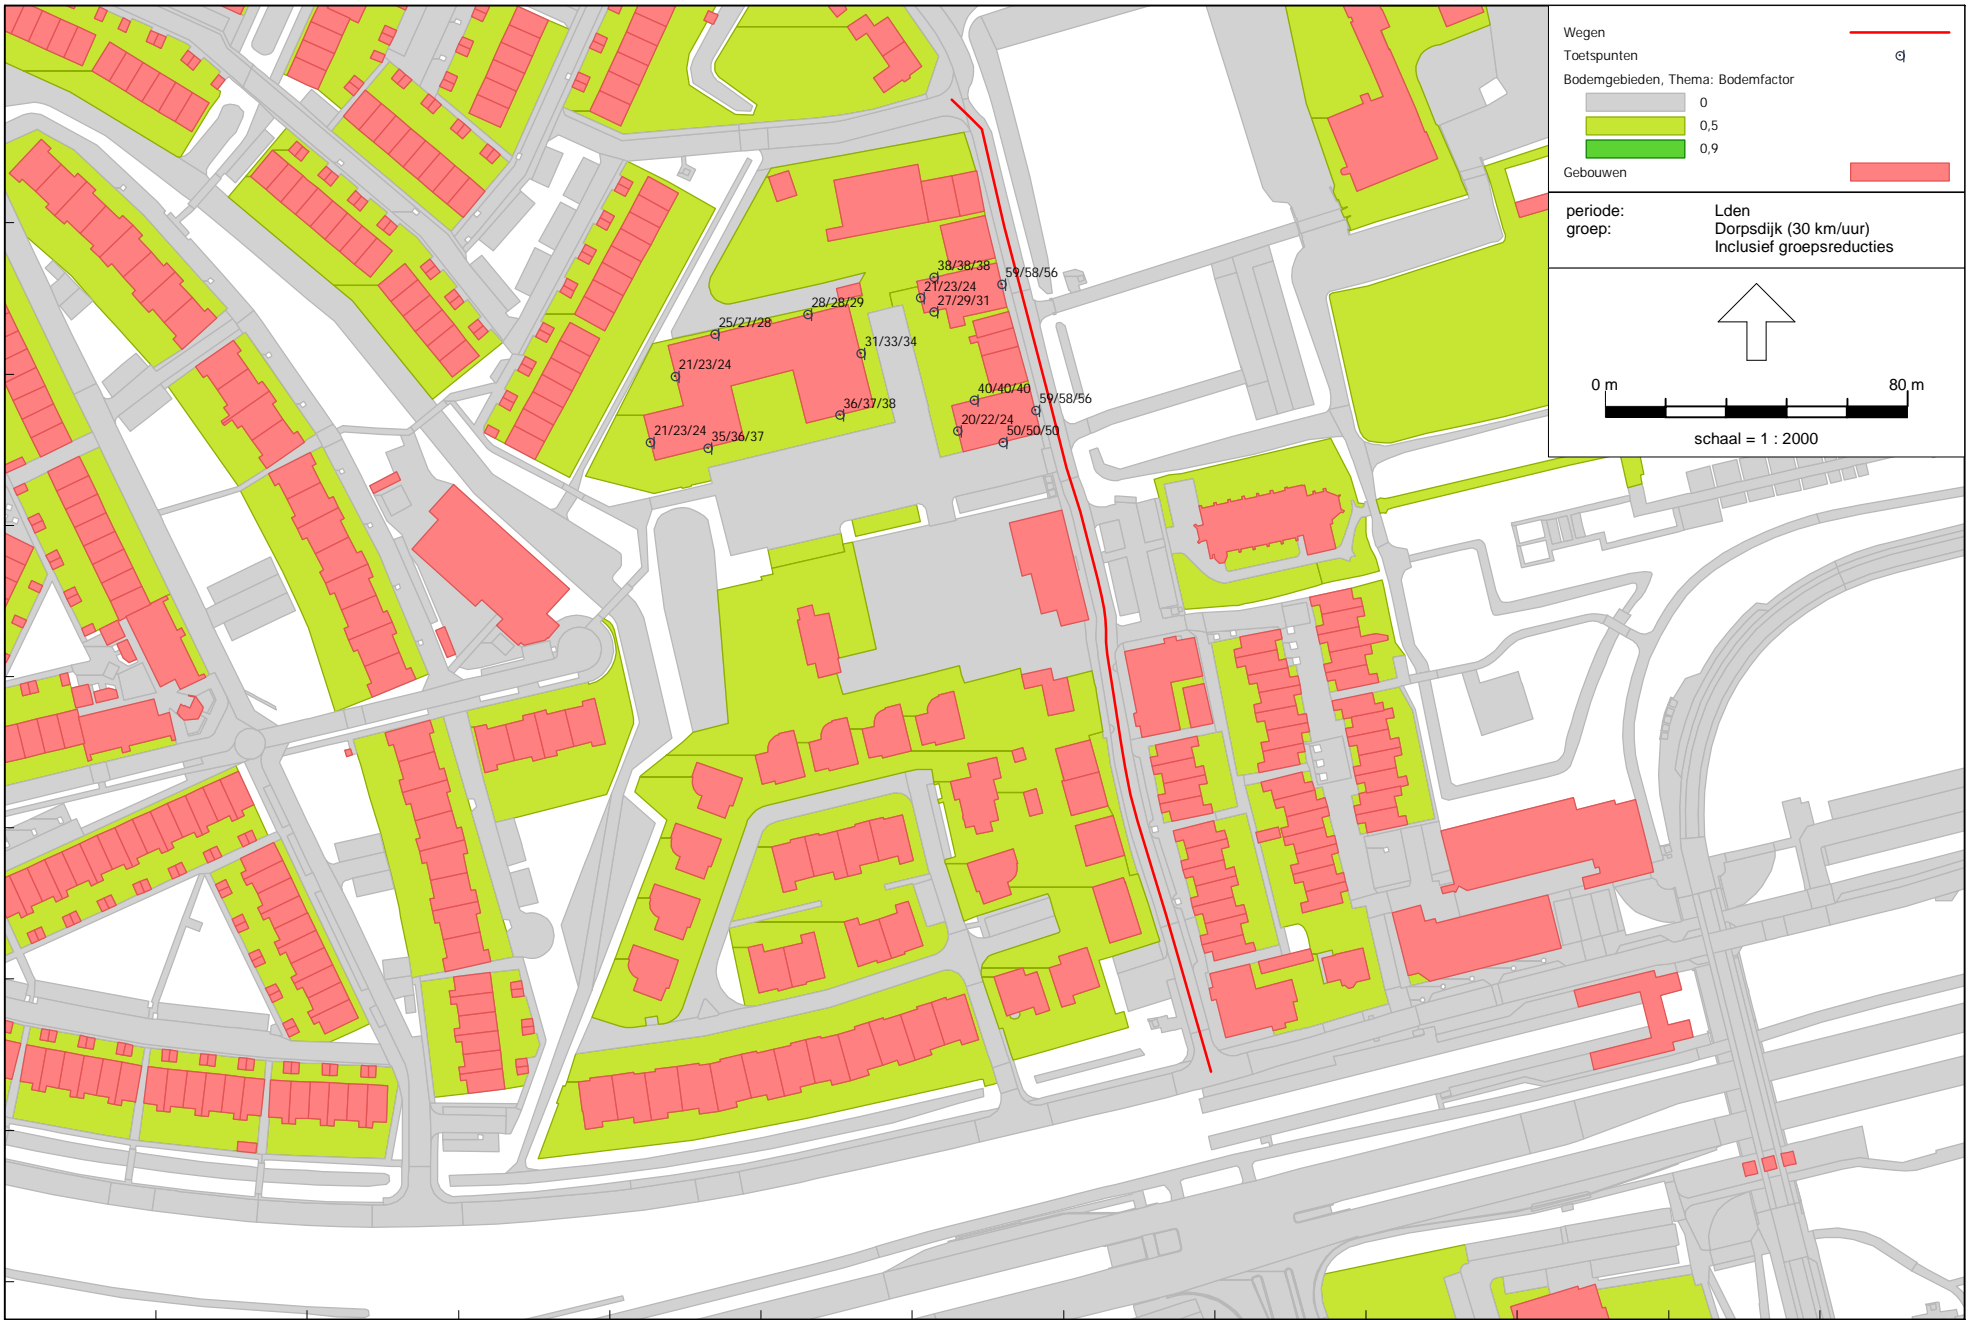 Wegen
Toetspunten
Bodemgebieden, Thema: Bodemfactor
0
0,5
0,9
Gebouwen
periode: Lden
groep: Dorpsdijk (30 km/uur)
Inclusief groepsreducties
0 m 80 m
schaal = 1 : 2000
38/38/38
59/58/56
21/23/24
27/29/31
28/28/29
25/27/28
31/33/34
21/23/24
40/40/40
59/58/56
36/37/38
20/22/24
50/50/50
21/23/24
35/36/37